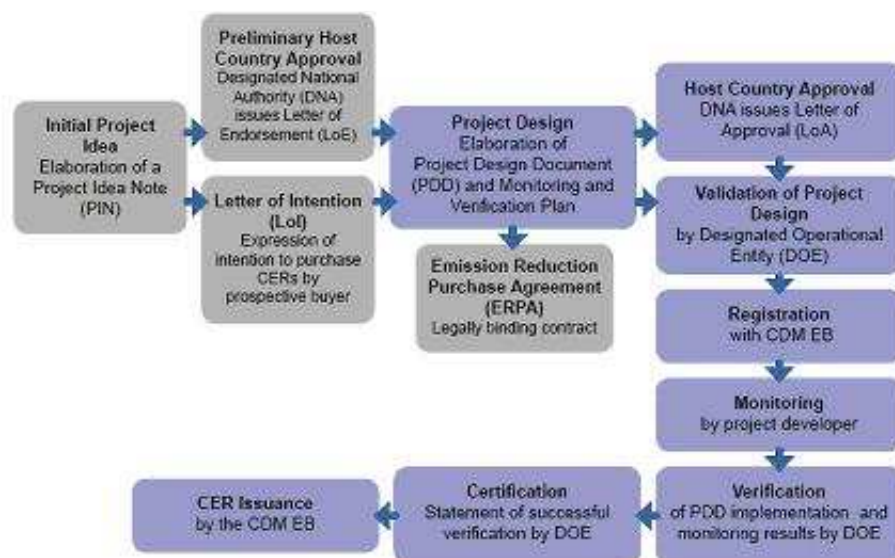 Initial Project
Idea
Elaboration of a
Project Idea Note
(PIN)
Preliminary Host
Country Approval
Designated National
Authority (DNA)
issues Letter of
Endorsement (LoE)
Letter of Intention
(LoI)
Expression of
intention to purchase
CERs by
prospective buyer
Project Design
Elaboration of
Project Design Document
(PDD) and Monitoring and
Verification Plan
Emission Reduction
Purchase Agreement
(ERPA)
Legally binding contract
Host Country Approval
DNA issues Letter of
Approval (LoA)
Validation of Project
Design
by Designated Operational
Entity (DOE)
Registration
with CDM EB
Monitoring
by project developer
Verification
of PDD implementation and
monitoring results by DOE
Certification
Statement of successful
verification by DOE
CER Issuance
by the CDM EB